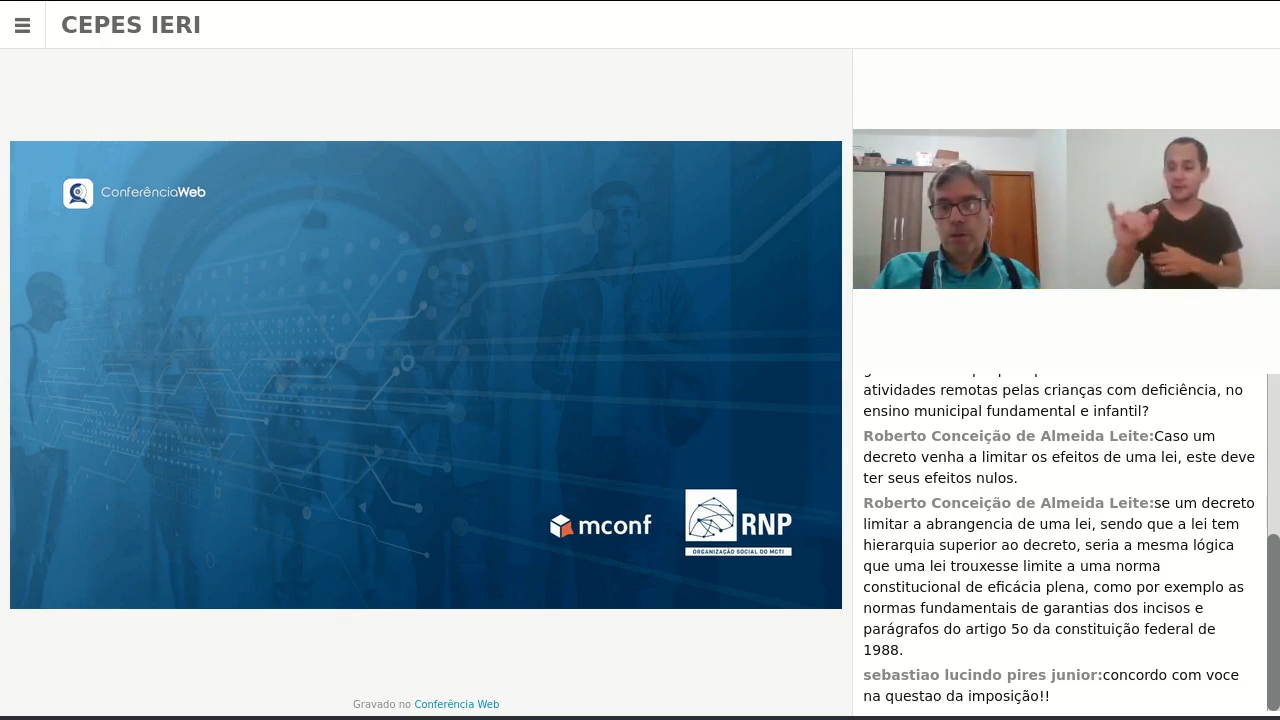 CEPES IERI
ConferênciaWeb
mconf
RNP
ORGANIZAÇÃO SOCIAL DO MCTI
Gravado no Conferência Web
atividades remotas pelas crianças com deficiência, no
ensino municipal fundamental e infantil?
Roberto Conceição de Almeida Leite:Caso um
decreto venha a limitar os efeitos de uma lei, este deve
ter seus efeitos nulos.
Roberto Conceição de Almeida Leite:se um decreto
limitar a abrangencia de uma lei, sendo que a lei tem
hierarquia superior ao decreto, seria a mesma lógica
que uma lei trouxesse limite a uma norma
constitucional de eficácia plena, como por exemplo as
normas fundamentais de garantias dos incisos e
parágrafos do artigo 5o da constituição federal de
1988.
sebastiao lucindo pires junior:concordo com voce
na questao da imposição!!